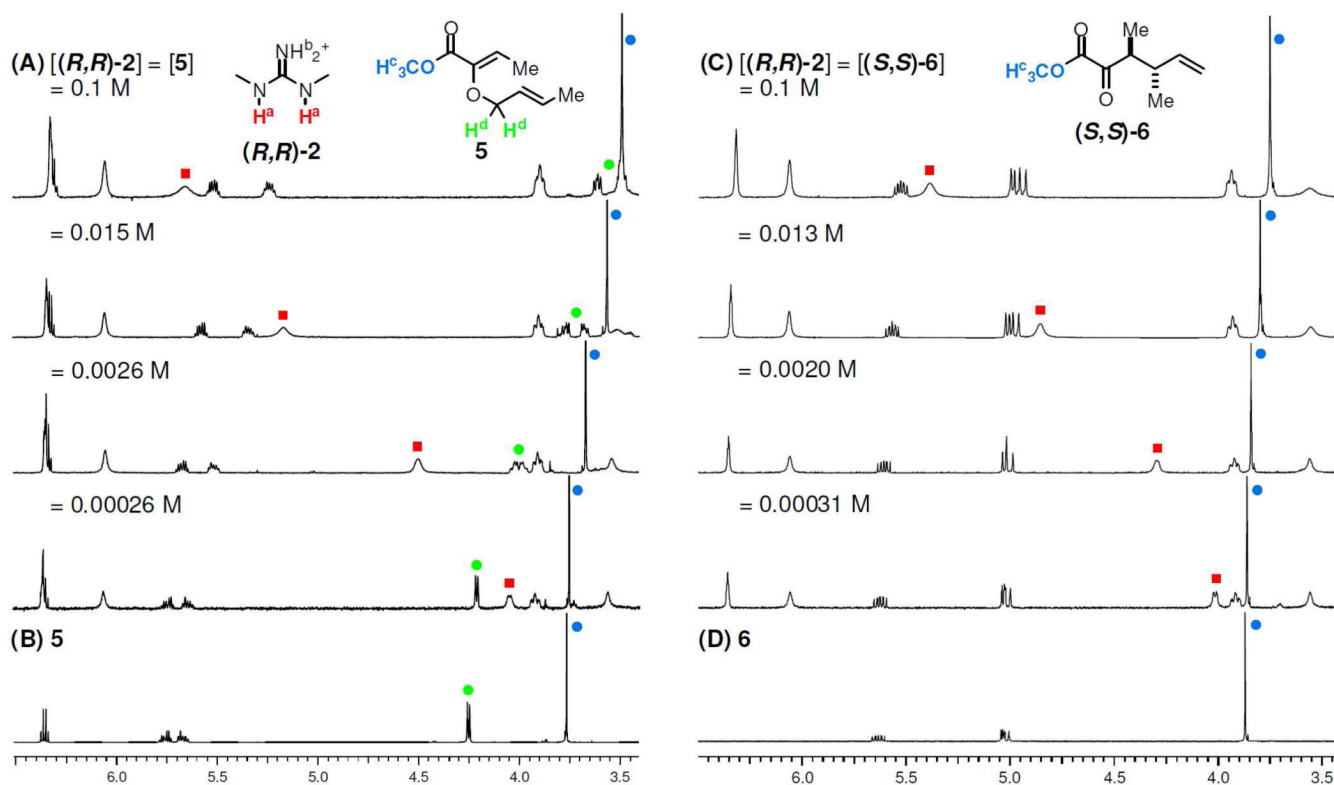 (A) [(R,R)-2] = [5]
= 0.1 M
NHᵇ₂⁺
N N
Hᵃ Hᵃ
(R,R)-2
O
Hᶜ₃CO Me
O Me
Hᵈ Hᵈ
5
= 0.015 M
= 0.0026 M
= 0.00026 M
(B) 5
6.0 5.5 5.0 4.5 4.0 3.5
(C) [(R,R)-2] = [(S,S)-6]
= 0.1 M
O Me
Hᶜ₃CO
O Me
(S,S)-6
= 0.013 M
= 0.0020 M
= 0.00031 M
(D) 6
6.0 5.5 5.0 4.5 4.0 3.5